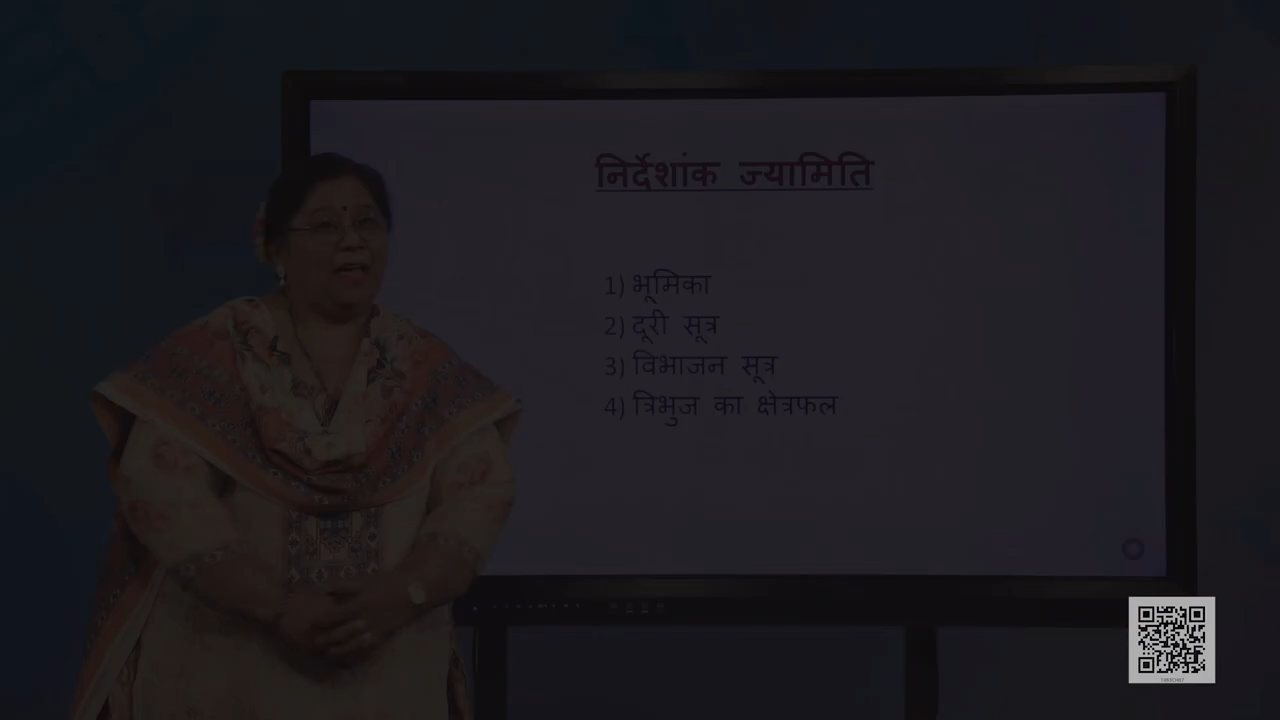 निर्देशांक ज्यामिति
1) भूमिका
2) दूरी सूत्र
3) विभाजन सूत्र
4) त्रिभुज का क्षेत्रफल